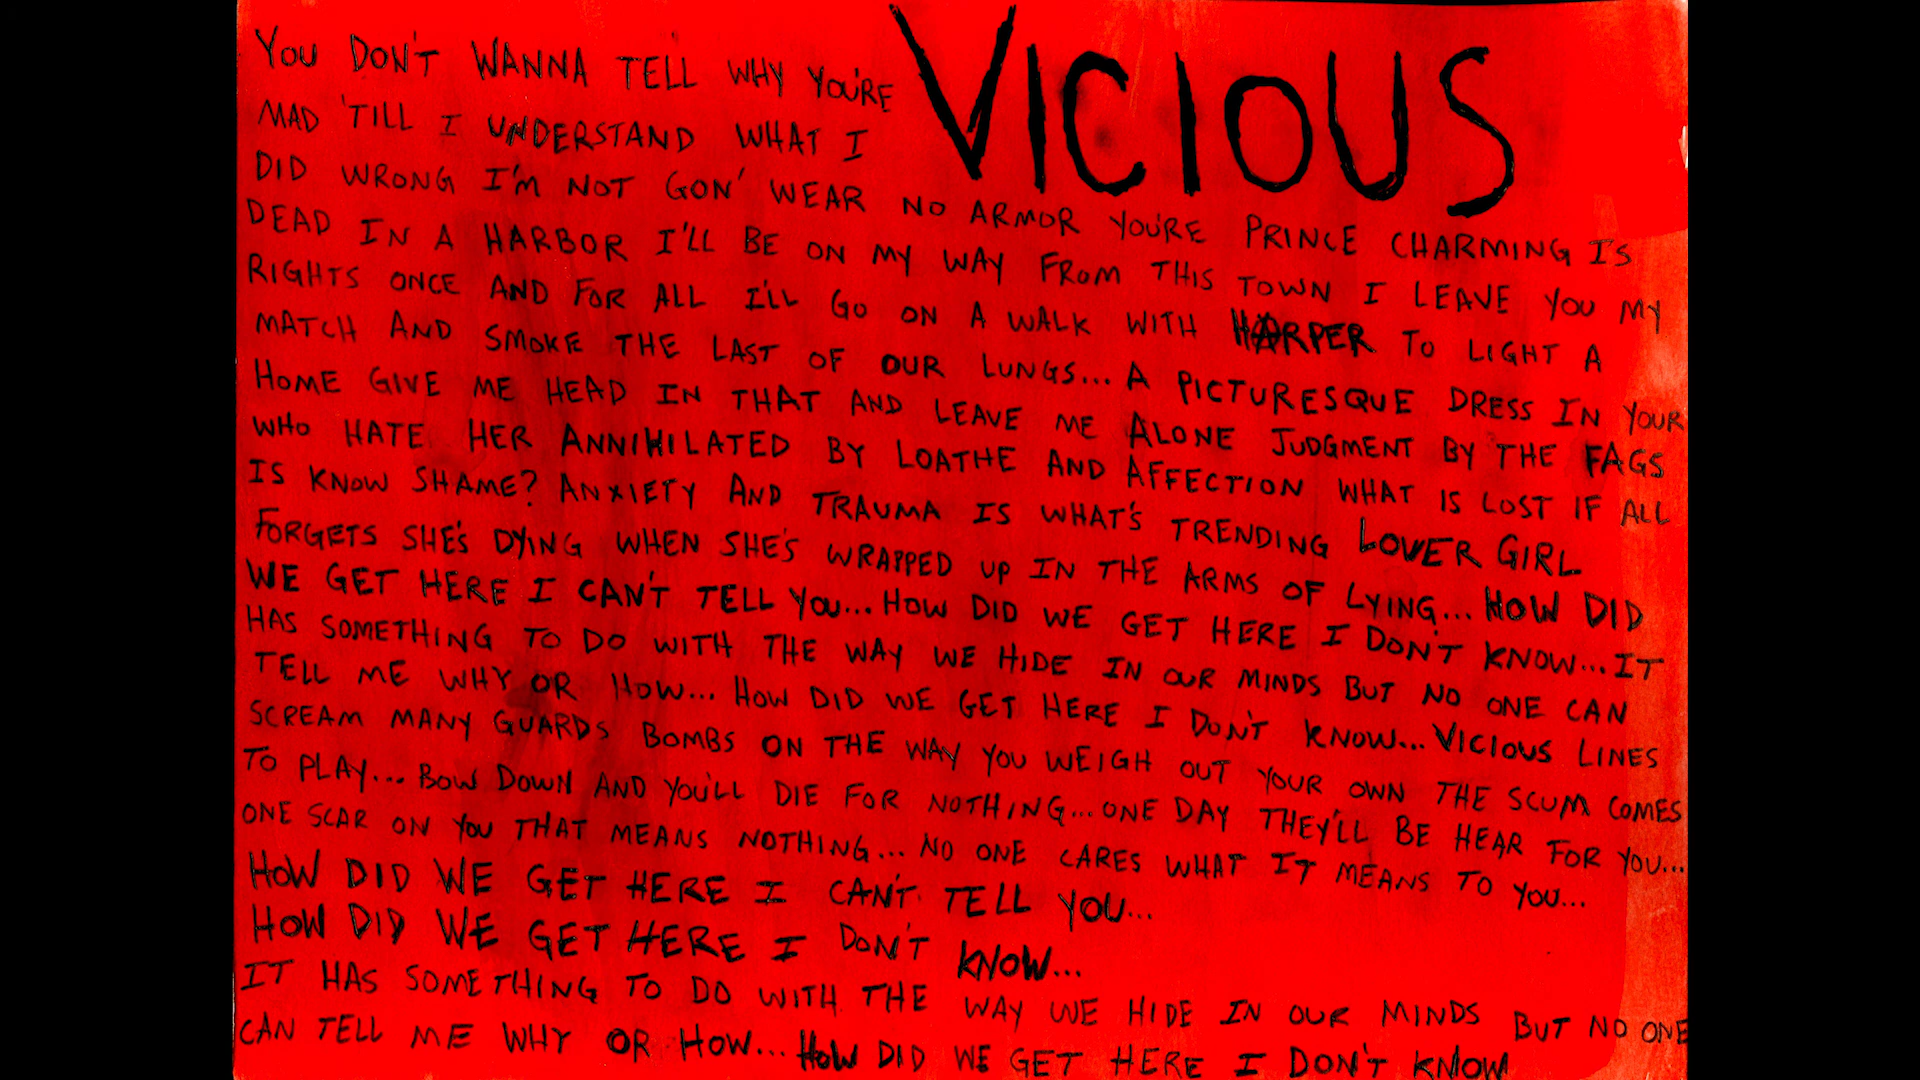 VICIOUS
YOU DON'T WANNA TELL WHY YOU'RE
MAD 'TILL I UNDERSTAND WHAT I
DID WRONG I'M NOT GON' WEAR NO ARMOR YOU'RE PRINCE CHARMING IS
DEAD IN A HARBOR I'LL BE ON MY WAY FROM THIS TOWN I LEAVE YOU MY
RIGHTS ONCE AND FOR ALL I'LL GO ON A WALK WITH HARPER TO LIGHT A
MATCH AND SMOKE THE LAST OF OUR LUNGS... A PICTURESQUE DRESS IN YOUR
HOME GIVE ME HEAD IN THAT AND LEAVE ME ALONE JUDGMENT BY THE FAGS
WHO HATE HER ANNIHILATED BY LOATHE AND AFFECTION WHAT IS LOST IF ALL
IS KNOW SHAME? ANXIETY AND TRAUMA IS WHAT'S TRENDING LOVER GIRL
FORGETS SHE'S DYING WHEN SHE'S WRAPPED UP IN THE ARMS OF LYING... HOW DID
WE GET HERE I CAN'T TELL YOU... HOW DID WE GET HERE I DON'T KNOW... IT
HAS SOMETHING TO DO WITH THE WAY WE HIDE IN OUR MINDS BUT NO ONE CAN
TELL ME WHY OR HOW... HOW DID WE GET HERE I DON'T KNOW... VICIOUS LINES
SCREAM MANY GUARDS BOMBS ON THE WAY YOU WEIGH OUT YOUR OWN THE SCUM COMES
TO PLAY... BOW DOWN AND YOU'LL DIE FOR NOTHING... ONE DAY THEY'LL BE HEAR FOR YOU...
ONE SCAR ON YOU THAT MEANS NOTHING... NO ONE CARES WHAT IT MEANS TO YOU...
HOW DID WE GET HERE I CAN'T TELL YOU...
HOW DID WE GET HERE I DON'T KNOW...
IT HAS SOMETHING TO DO WITH THE WAY WE HIDE IN OUR MINDS BUT NO ONE
CAN TELL ME WHY OR HOW... HOW DID WE GET HERE I DON'T KNOW